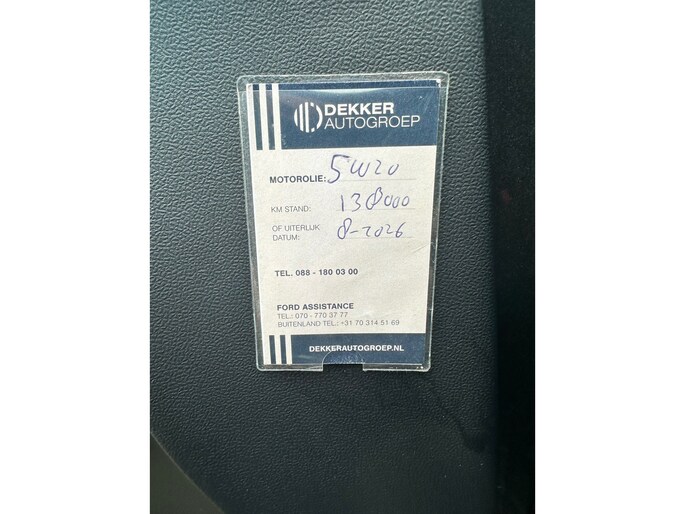 DEKKER
AUTOGROEP
MOTOROLIE: 5W20
KM STAND: 138000
OF UITERLIJK
DATUM: 8-2026
TEL. 088 - 180 03 00
FORD ASSISTANCE
TEL.: 070 - 770 37 77
BUITENLAND TEL.: +31 70 314 51 69
DEKKERAUTOGROEP.NL